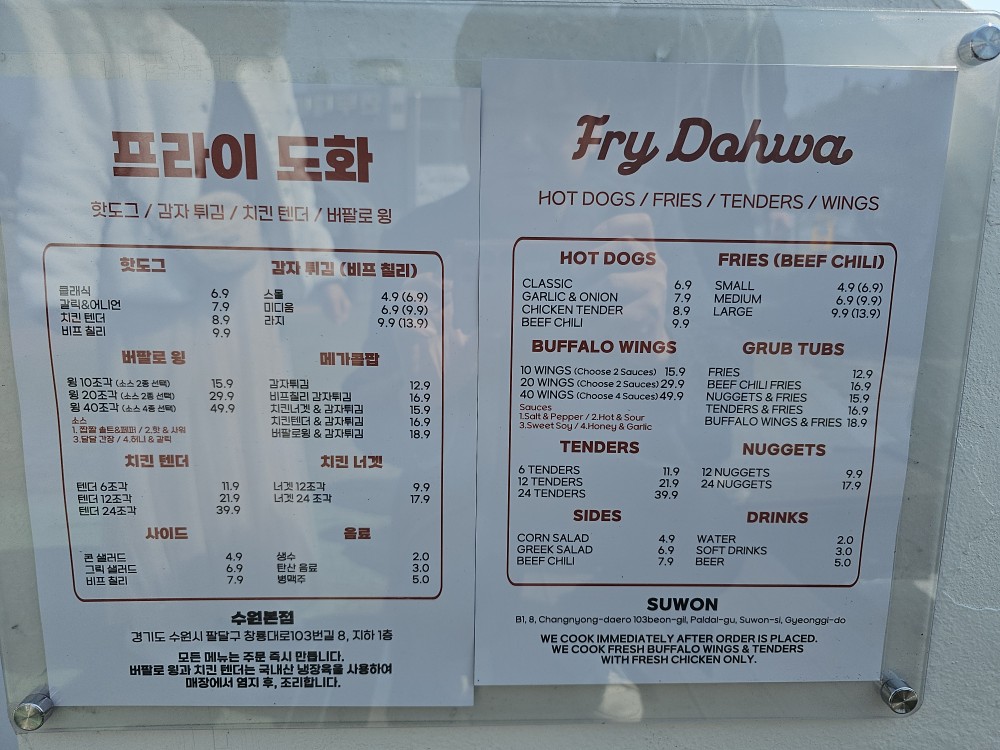 프라이 도화
핫도그 / 감자 튀김 / 치킨 텐더 / 버팔로 윙
핫도그
클래식 6.9
갈릭&어니언 7.9
치킨 텐더 8.9
비프 칠리 9.9
감자 튀김 (비프 칠리)
스몰 4.9 (6.9)
미디움 6.9 (9.9)
라지 9.9 (13.9)
버팔로 윙
윙 10조각 (소스 2종 선택) 15.9
윙 20조각 (소스 2종 선택) 29.9
윙 40조각 (소스 4종 선택) 49.9
소스
1. 짭짤 솔트&페퍼 / 2.핫 & 사워
3.달달 간장 / 4.허니 & 갈릭
메가클팝
감자튀김 12.9
비프칠리 감자튀김 16.9
치킨너겟 & 감자튀김 15.9
치킨텐더 & 감자튀김 16.9
버팔로윙 & 감자튀김 18.9
치킨 텐더
텐더 6조각 11.9
텐더 12조각 21.9
텐더 24조각 39.9
치킨 너겟
너겟 12조각 9.9
너겟 24 조각 17.9
사이드
콘 샐러드 4.9
그릭 샐러드 6.9
비프 칠리 7.9
음료
생수 2.0
탄산 음료 3.0
병맥주 5.0
수원본점
경기도 수원시 팔달구 창룡대로103번길 8, 지하 1층
모든 메뉴는 주문 즉시 만듭니다.
버팔로 윙과 치킨 텐더는 국내산 냉장육을 사용하여
매장에서 염지 후, 조리합니다.
Fry Dohwa
HOT DOGS / FRIES / TENDERS / WINGS
HOT DOGS
CLASSIC 6.9
GARLIC & ONION 7.9
CHICKEN TENDER 8.9
BEEF CHILI 9.9
FRIES (BEEF CHILI)
SMALL 4.9 (6.9)
MEDIUM 6.9 (9.9)
LARGE 9.9 (13.9)
BUFFALO WINGS
10 WINGS (Choose 2 Sauces) 15.9
20 WINGS (Choose 2 Sauces) 29.9
40 WINGS (Choose 4 Sauces) 49.9
Sauces
1.Salt & Pepper / 2.Hot & Sour
3.Sweet Soy / 4.Honey & Garlic
GRUB TUBS
FRIES 12.9
BEEF CHILI FRIES 16.9
NUGGETS & FRIES 15.9
TENDERS & FRIES 16.9
BUFFALO WINGS & FRIES 18.9
TENDERS
6 TENDERS 11.9
12 TENDERS 21.9
24 TENDERS 39.9
NUGGETS
12 NUGGETS 9.9
24 NUGGETS 17.9
SIDES
CORN SALAD 4.9
GREEK SALAD 6.9
BEEF CHILI 7.9
DRINKS
WATER 2.0
SOFT DRINKS 3.0
BEER 5.0
SUWON
B1, 8, Changnyong-daero 103beon-gil, Paldal-gu, Suwon-si, Gyeonggi-do
WE COOK IMMEDIATELY AFTER ORDER IS PLACED.
WE COOK FRESH BUFFALO WINGS & TENDERS
WITH FRESH CHICKEN ONLY.